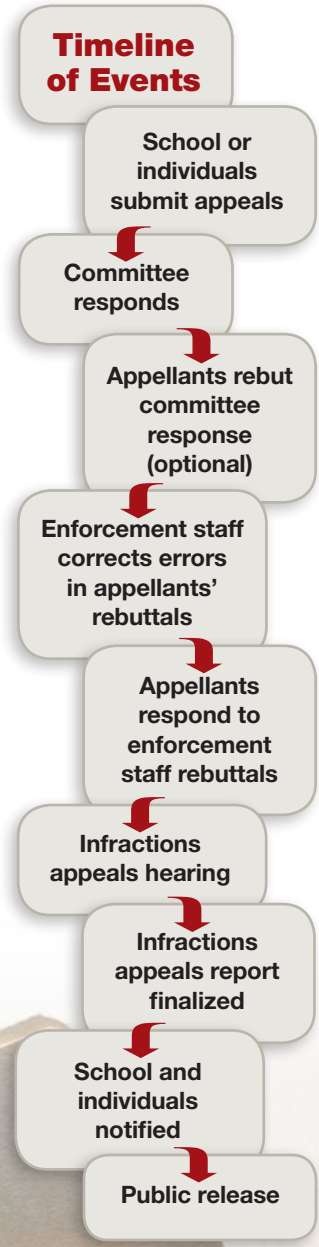 Timeline
of Events
School or
individuals
submit appeals
Committee
responds
Appellants rebut
committee
response
(optional)
Enforcement staff
corrects errors
in appellants’
rebuttals
Appellants
respond to
enforcement
staff rebuttals
Infractions
appeals hearing
Infractions
appeals report
finalized
School and
individuals
notified
Public release